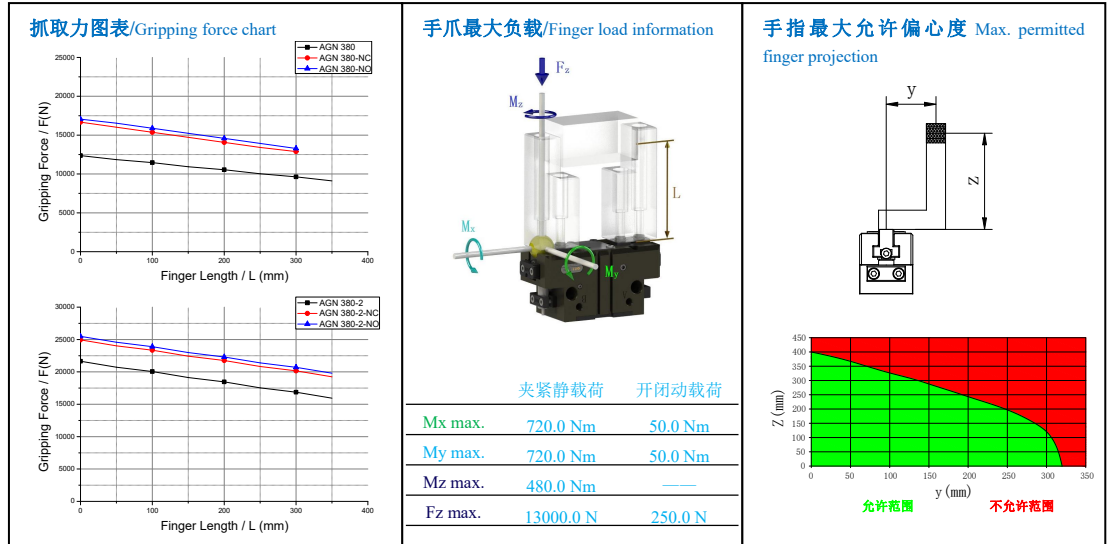 抓取力图表/Gripping force chart
AGN 380
AGN 380-NC
AGN 380-NO
Gripping Force / F(N)
25000
20000
15000
10000
5000
0
0 100 200 300 400
Finger Length / L (mm)
AGN 380-2
AGN 380-2-NC
AGN 380-2-NO
Gripping Force / F(N)
30000
25000
20000
15000
10000
5000
0
0 100 200 300 400
Finger Length / L (mm)
手爪最大负载/Finger load information
Fz
Mz
L
Mx
My
夹紧静载荷 开闭动载荷
Mx max. 720.0 Nm 50.0 Nm
My max. 720.0 Nm 50.0 Nm
Mz max. 480.0 Nm ——
Fz max. 13000.0 N 250.0 N
手指最大允许偏心度 Max. permitted
finger projection
y
Z
Z(mm)
450
400
350
300
250
200
150
100
50
0
0 50 100 150 200 250 300 350
y(mm)
允许范围 不允许范围